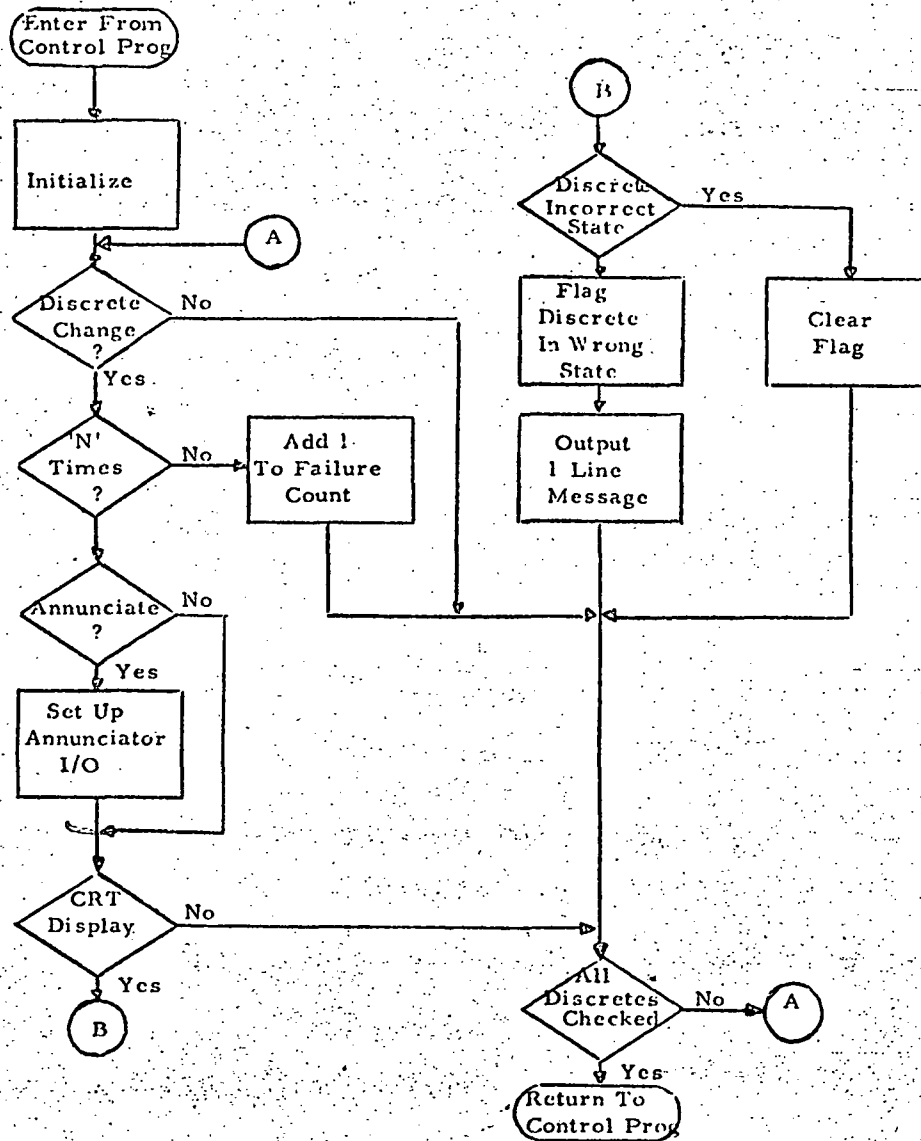 Enter From
Control Prog
Initialize
A
Discrete
Change
?
No
Yes
'N'
Times
?
No
Add 1
To Failure
Count
Annunciate
?
No
Yes
Set Up
Annunciator
I/O
CRT
Display
No
Yes
B
B
Discrete
Incorrect
State
Yes
Flag
Discrete
In Wrong
State
Clear
Flag
Output
1 Line
Message
All
Discretes
Checked
No
A
Yes
Return To
Control Prog